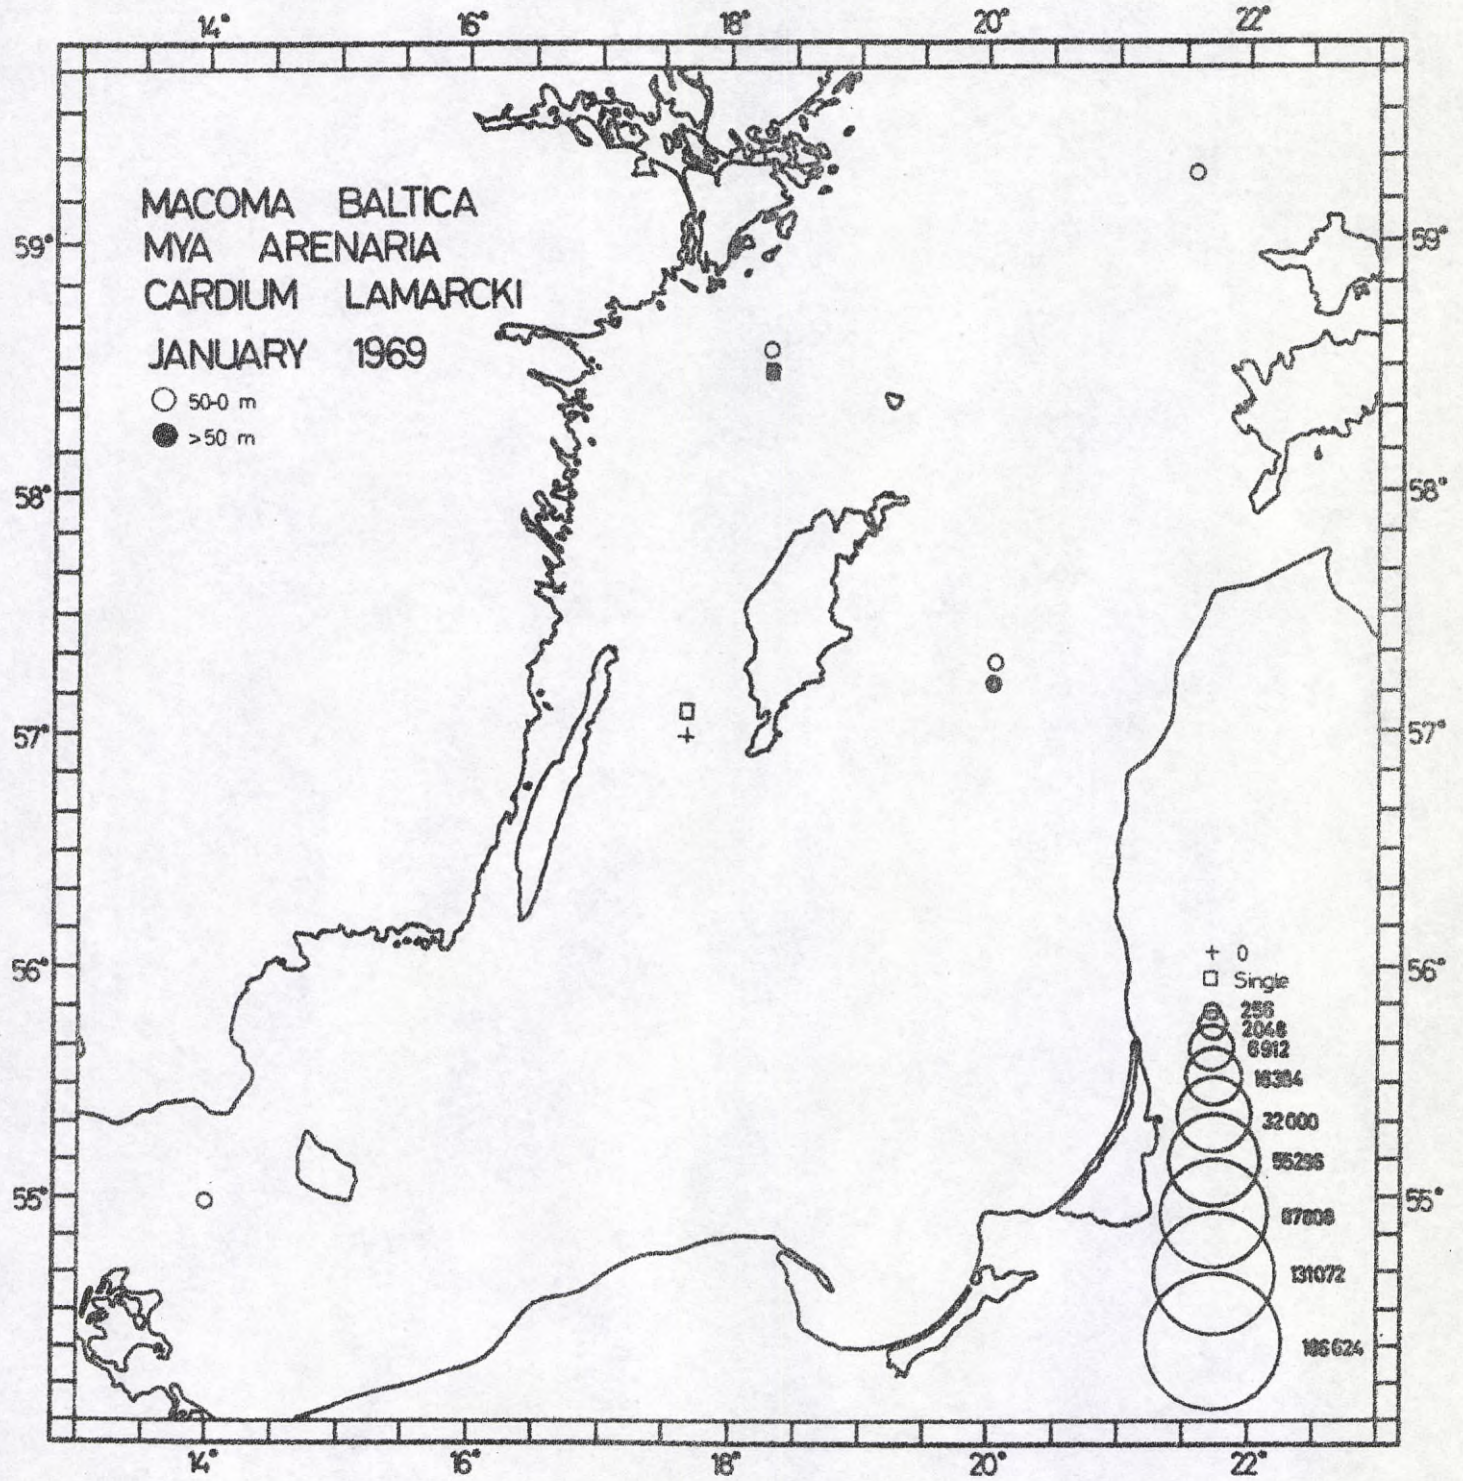 14° 16° 18° 20° 22°
MACOMA BALTICA
MYA ARENARIA
CARDIUM LAMARCKI
JANUARY 1969
50-0 m
>50 m
59° 59°
58° 58°
57° 57°
56° 56°
55° 55°
+ 0
Single
256
2048
6912
16384
32000
55296
87808
131072
186624
14° 16° 18° 20° 22°